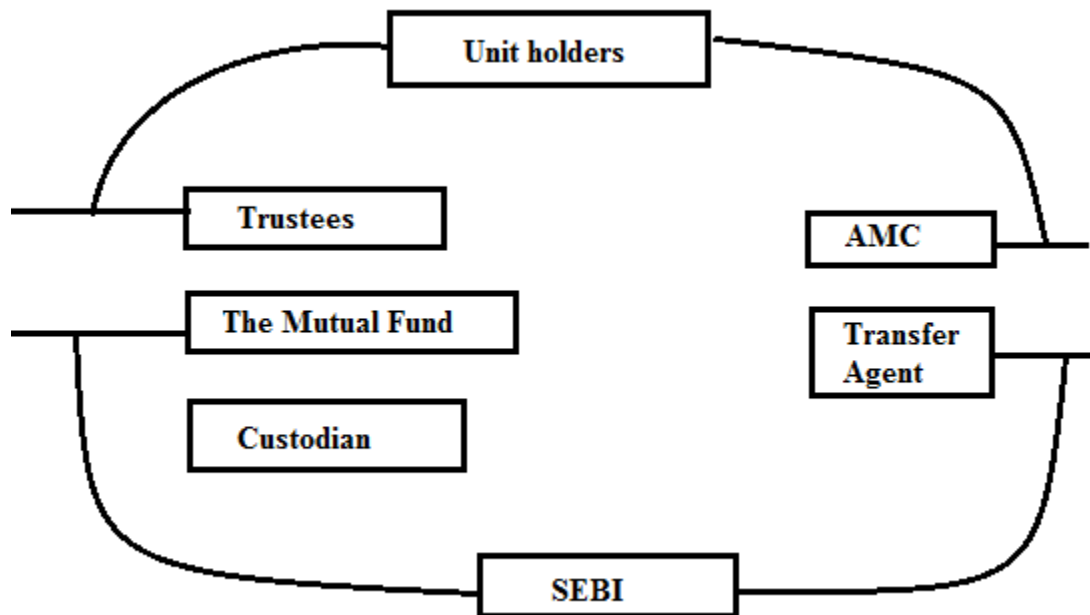 Unit holders
Trustees
AMC
The Mutual Fund
Transfer
Agent
Custodian
SEBI